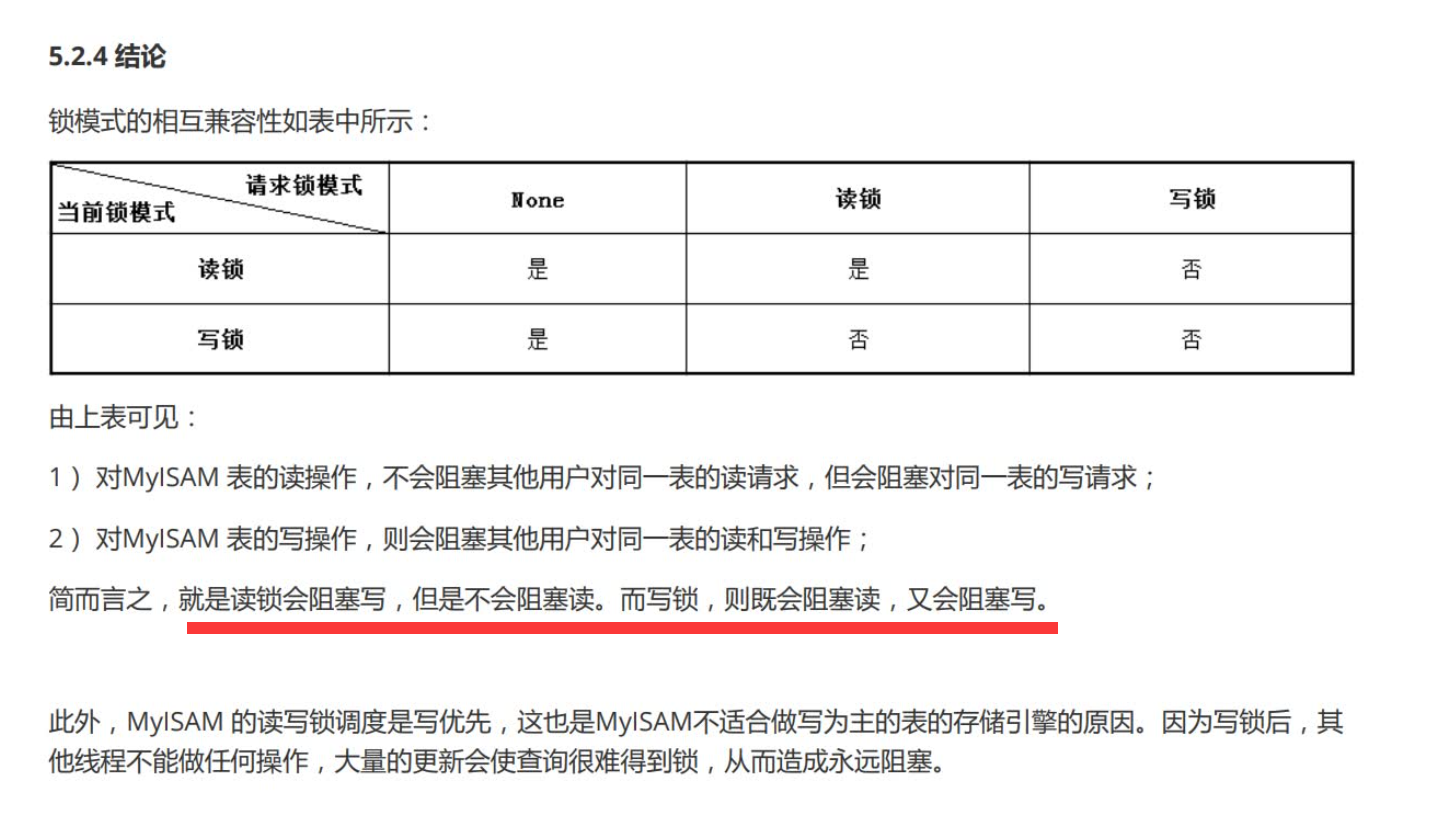 5.2.4 结论
锁模式的相互兼容性如表中所示：
请求锁模式
当前锁模式 None 读锁 写锁
读锁 是 是 否
写锁 是 否 否
由上表可见：
1 ） 对MyISAM 表的读操作，不会阻塞其他用户对同一表的读请求，但会阻塞对同一表的写请求；
2 ） 对MyISAM 表的写操作，则会阻塞其他用户对同一表的读和写操作；
简而言之，就是读锁会阻塞写，但是不会阻塞读。而写锁，则既会阻塞读，又会阻塞写。
此外，MyISAM 的读写锁调度是写优先，这也是MyISAM不适合做写为主的表的存储引擎的原因。因为写锁后，其
他线程不能做任何操作，大量的更新会使查询很难得到锁，从而造成永远阻塞。